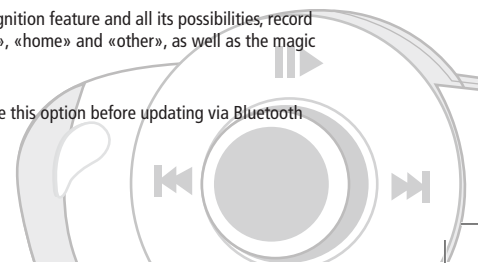 gnition feature and all its possibilities, record
», «home» and «other», as well as the magic
e this option before updating via Bluetooth